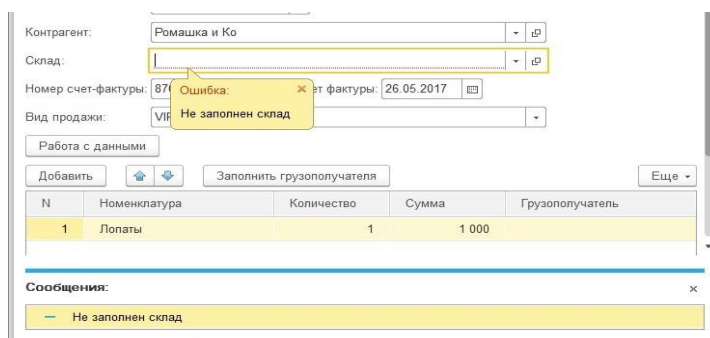 Контрагент: Ромашка и Ко
Склад:
Номер счет-фактуры: ет фактуры: 26.05.2017
Ошибка:
Не заполнен склад
Вид продажи: VIP
Работа с данными
Добавить Заполнить грузополучателя Еще
N Номенклатура Количество Сумма Грузополучатель
1 Лопаты 1 1 000
Сообщения:
Не заполнен склад